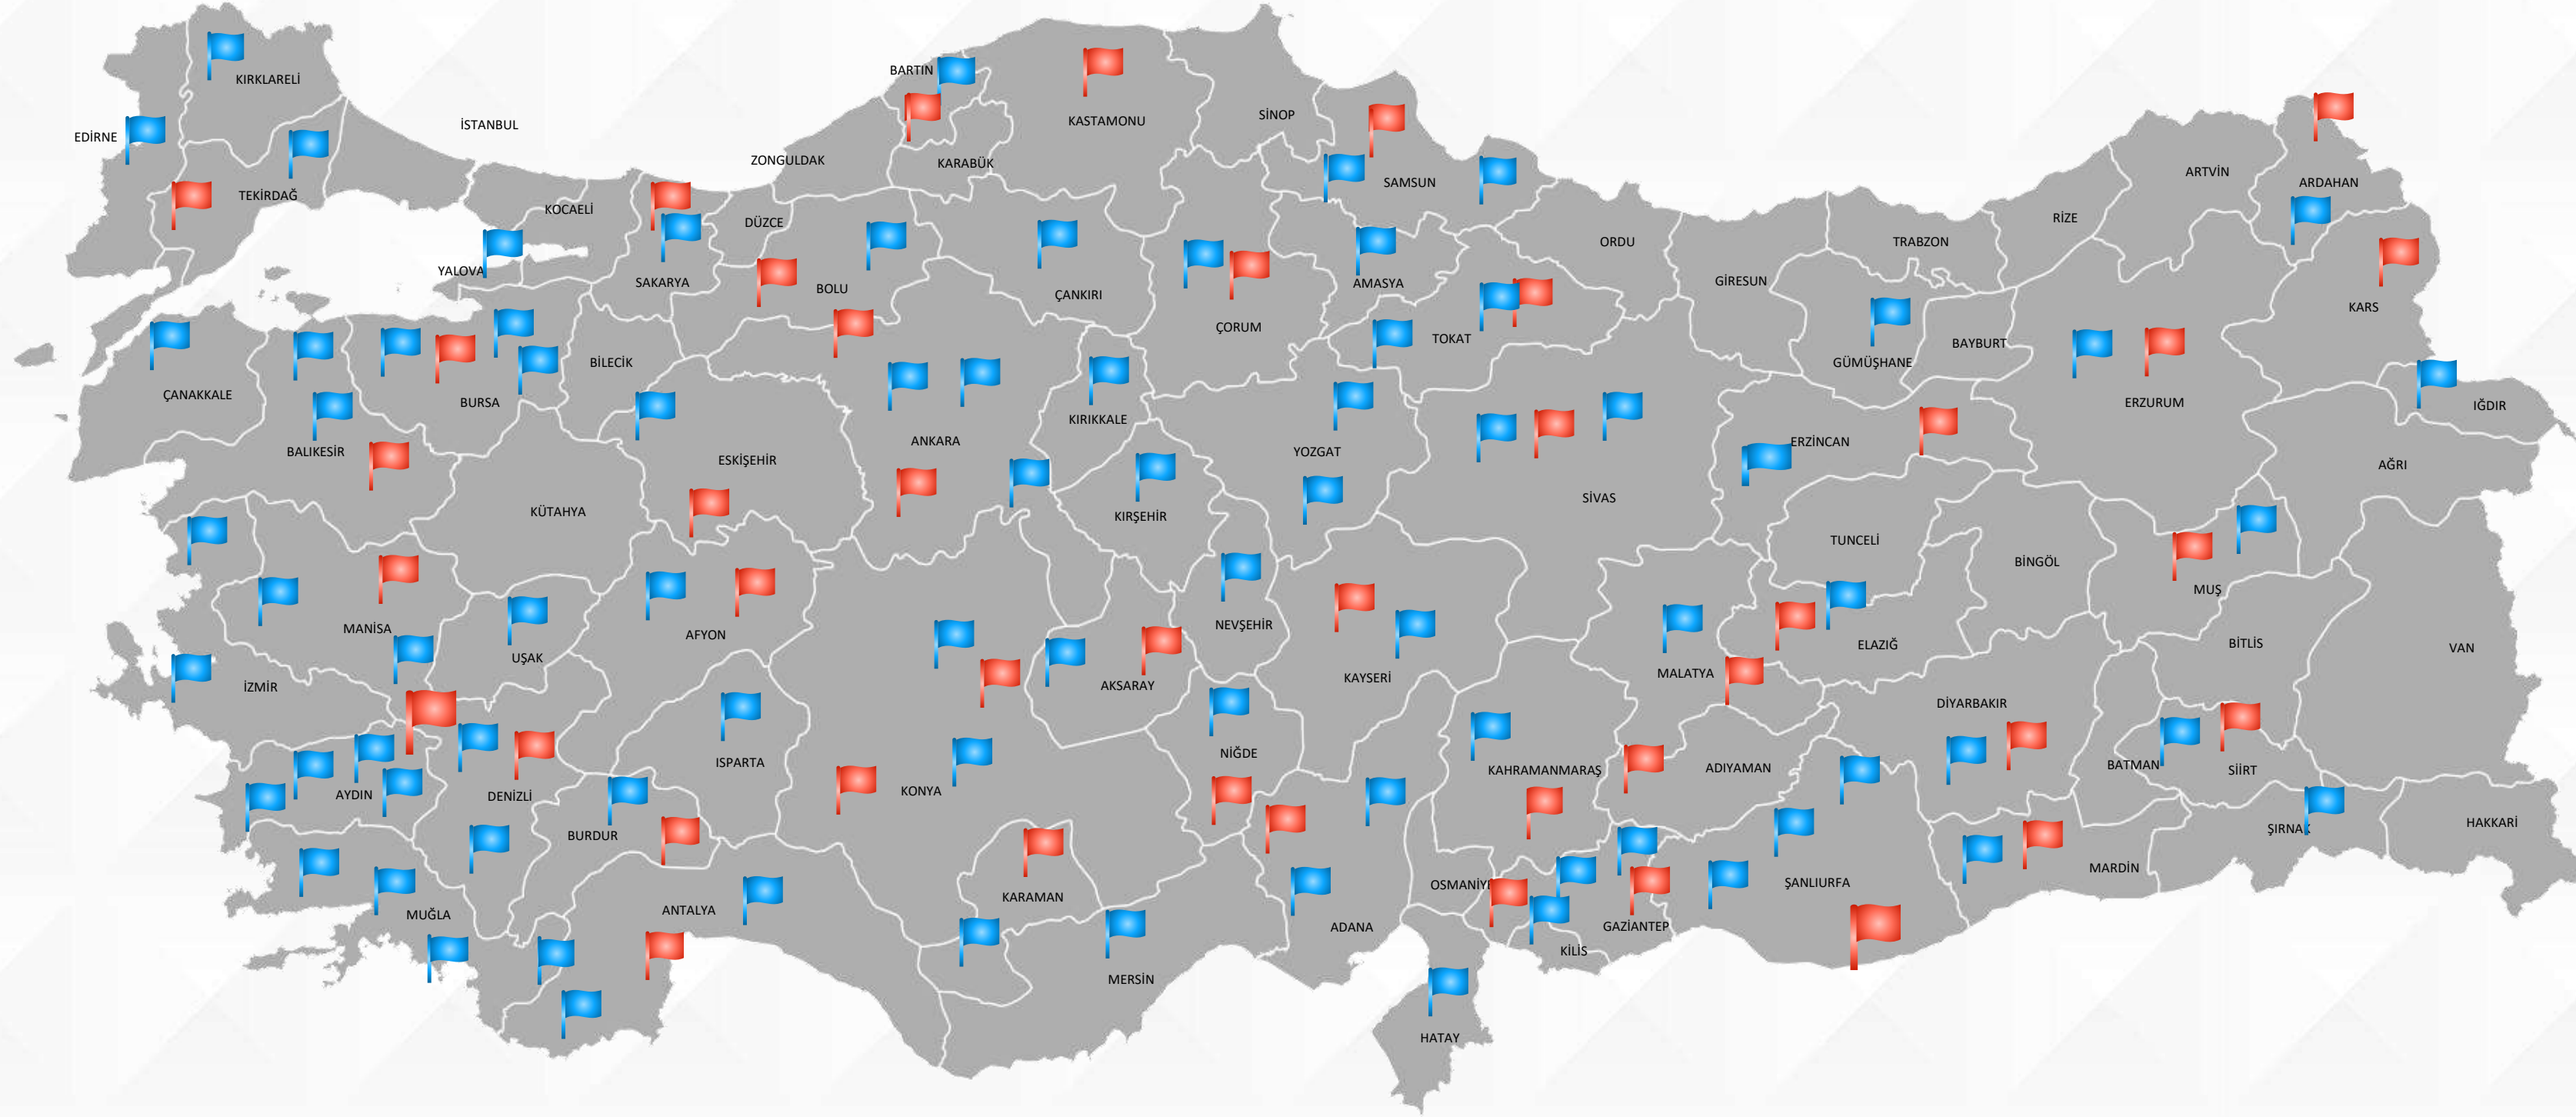 KIRKLARELİ
EDİRNE
İSTANBUL
TEKİRDAĞ
KOCAELİ
YALOVA
SAKARYA
DÜZCE
ZONGULDAK
BARTIN
KARABÜK
KASTAMONU
SİNOP
SAMSUN
BOLU
ÇANKIRI
ÇORUM
AMASYA
TOKAT
ORDU
GİRESUN
TRABZON
RİZE
ARTVİN
ARDAHAN
KARS
GÜMÜŞHANE
BAYBURT
ERZURUM
IĞDIR
AĞRI
ÇANAKKALE
BALIKESİR
BURSA
BİLECİK
ESKİŞEHİR
KÜTAHYA
ANKARA
KIRIKKALE
KIRŞEHİR
YOZGAT
SİVAS
ERZİNCAN
TUNCELİ
BİNGÖL
MUŞ
BİTLİS
VAN
MANİSA
İZMİR
UŞAK
AFYON
AKSARAY
NEVŞEHİR
KAYSERİ
MALATYA
ELAZIĞ
DİYARBAKIR
BATMAN
SİİRT
ŞIRNAK
HAKKARİ
AYDIN
DENİZLİ
BURDUR
ISPARTA
KONYA
NİĞDE
KAHRAMANMARAŞ
ADIYAMAN
ŞANLIURFA
MARDİN
MUĞLA
ANTALYA
KARAMAN
MERSİN
ADANA
OSMANİYE
GAZİANTEP
KİLİS
HATAY